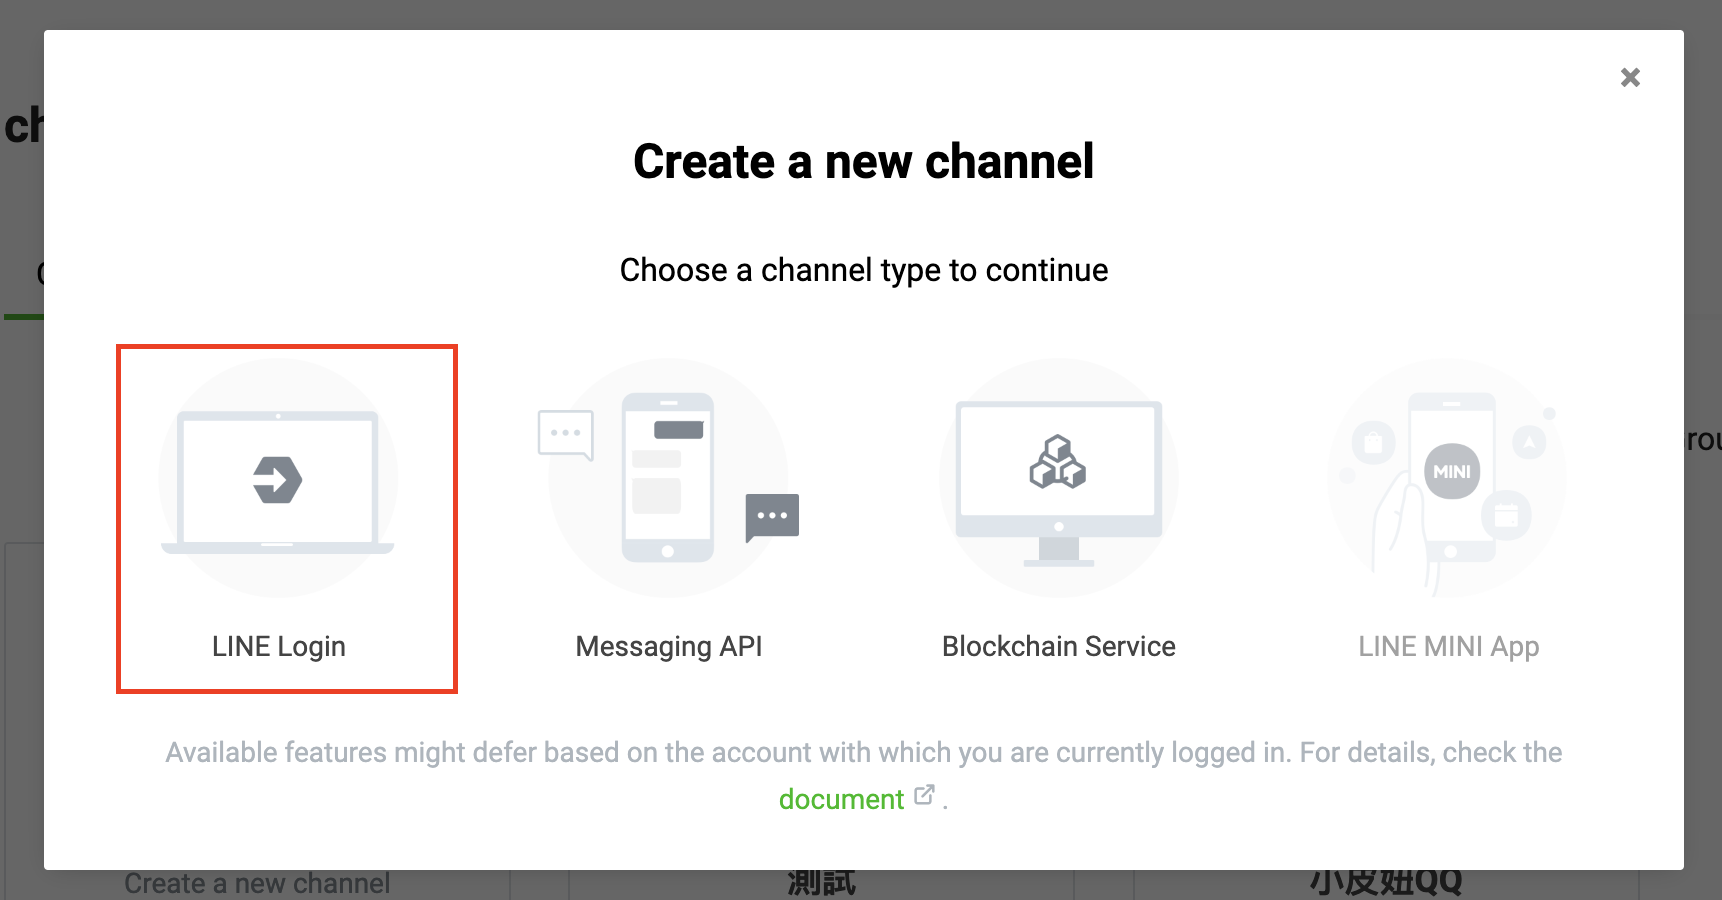 Create a new channel
Choose a channel type to continue
MINI
LINE Login
Messaging API
Blockchain Service
LINE MINI App
Available features might defer based on the account with which you are currently logged in. For details, check the
document .
Create a new channel
測試
小皮妞QQ